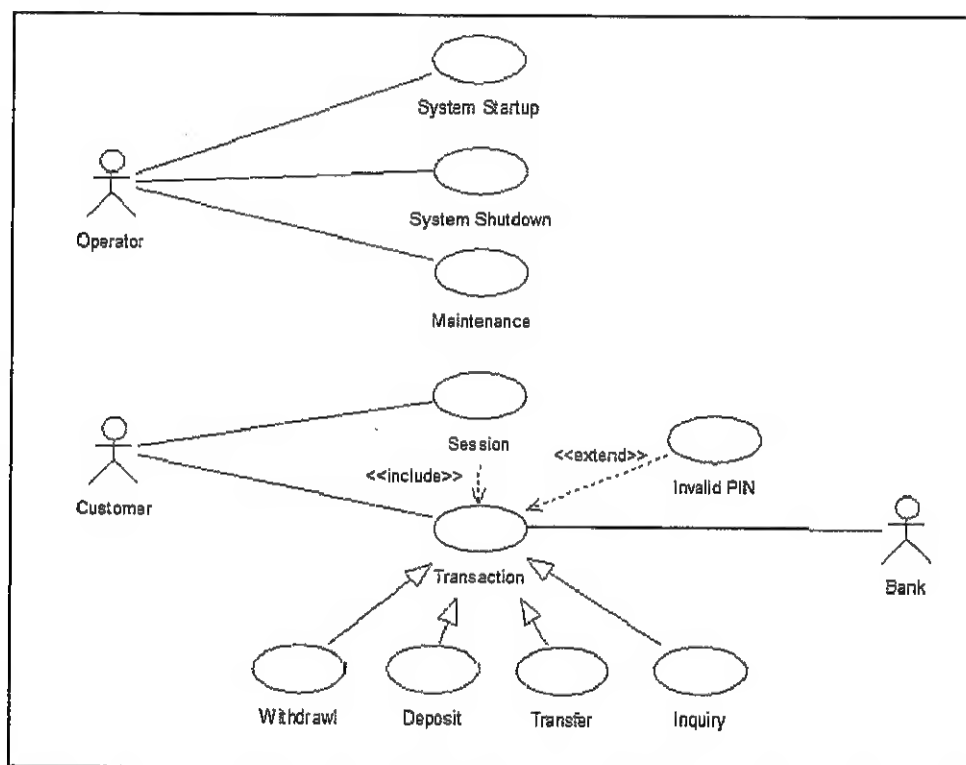 System Startup
System Shutdown
Operator
Maintenance
Session
<<include>>
<<extend>>
Invalid PIN
Customer
Transaction
Bank
Withdrawl
Deposit
Transfer
Inquiry